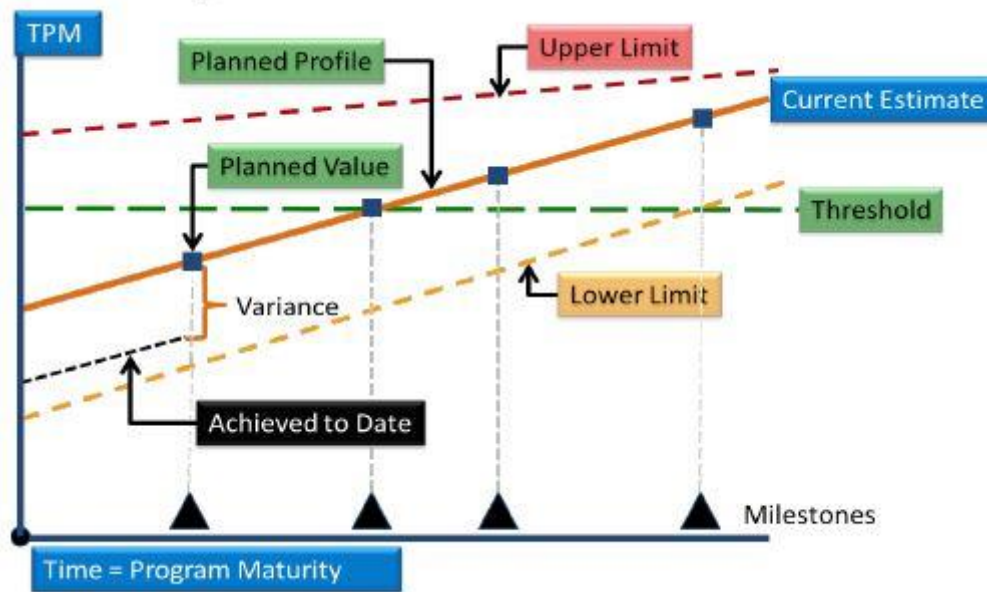 TPM
Planned Profile
Upper Limit
Current Estimate
Planned Value
Threshold
Variance
Lower Limit
Achieved to Date
Milestones
Time = Program Maturity